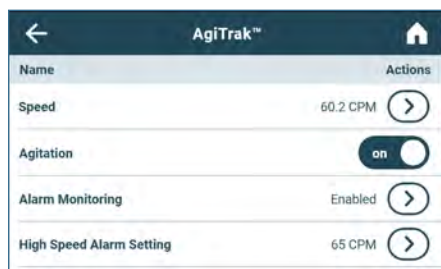 AgiTrak™
Name Actions
Speed 60.2 CPM
Agitation on
Alarm Monitoring Enabled
High Speed Alarm Setting 65 CPM